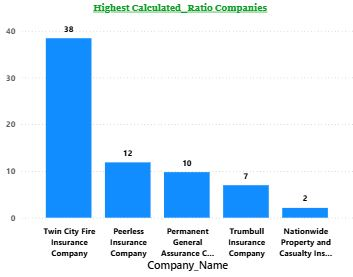 Highest Calculated_Ratio Companies
40
30
20
10
0
38
12
10
7
2
Twin City Fire
Insurance
Company
Peerless
Insurance
Company
Permanent
General
Assurance C...
Trumbull
Insurance
Company
Nationwide
Property and
Casualty Ins...
Company_Name